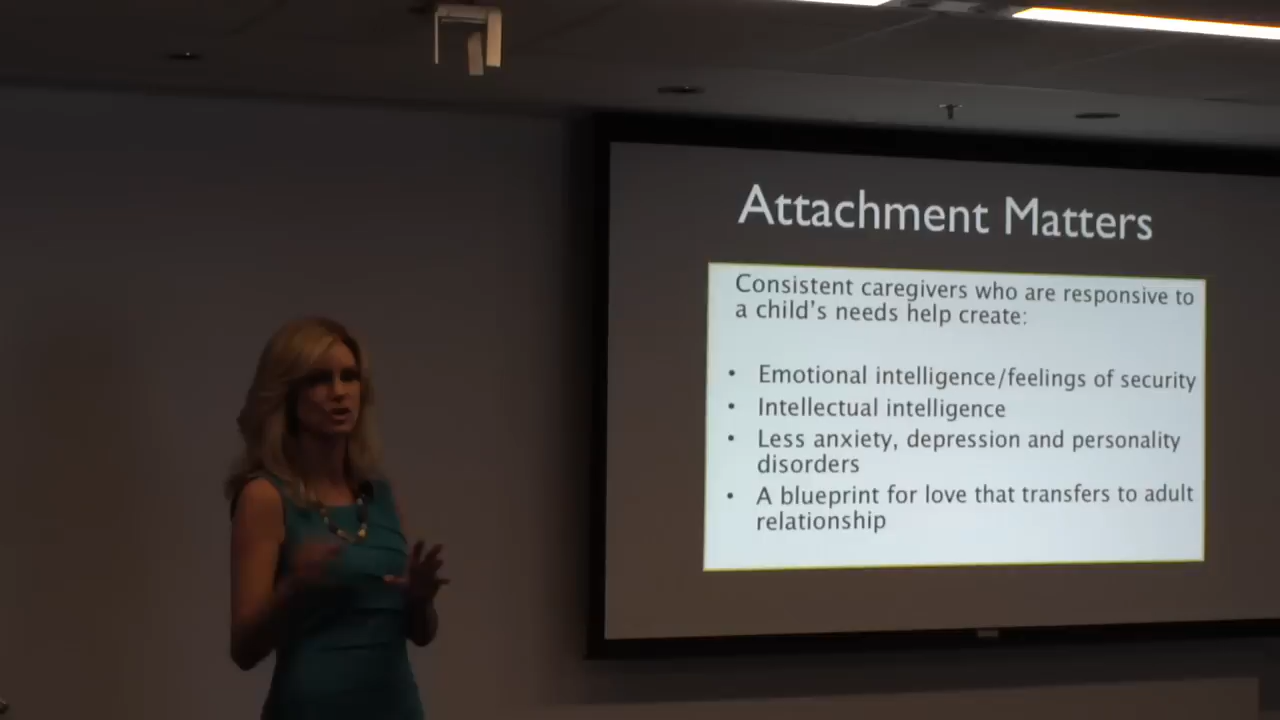 Attachment Matters
Consistent caregivers who are responsive to
a child's needs help create:
• Emotional intelligence/feelings of security
• Intellectual intelligence
• Less anxiety, depression and personality
disorders
• A blueprint for love that transfers to adult
relationship